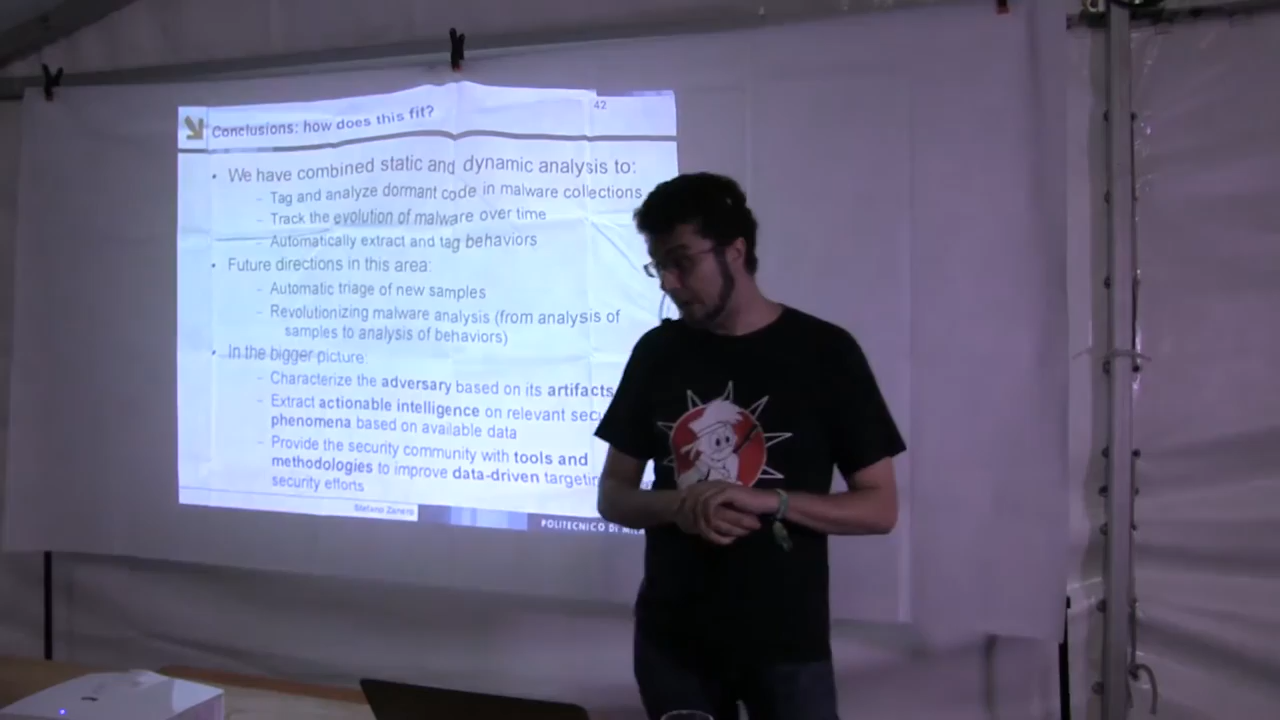 42
Conclusions: how does this fit?
• We have combined static and dynamic analysis to:
– Tag and analyze dormant code in malware collections
– Track the evolution of malware over time
– Automatically extract and tag behaviors
• Future directions in this area:
– Automatic triage of new samples
– Revolutionizing malware analysis (from analysis of
samples to analysis of behaviors)
• In the bigger picture:
– Characterize the adversary based on its artifacts
– Extract actionable intelligence on relevant secu
phenomena based on available data
– Provide the security community with tools and
methodologies to improve data-driven targetin
security efforts
Stefano Zanero
POLITECNICO DI MILA